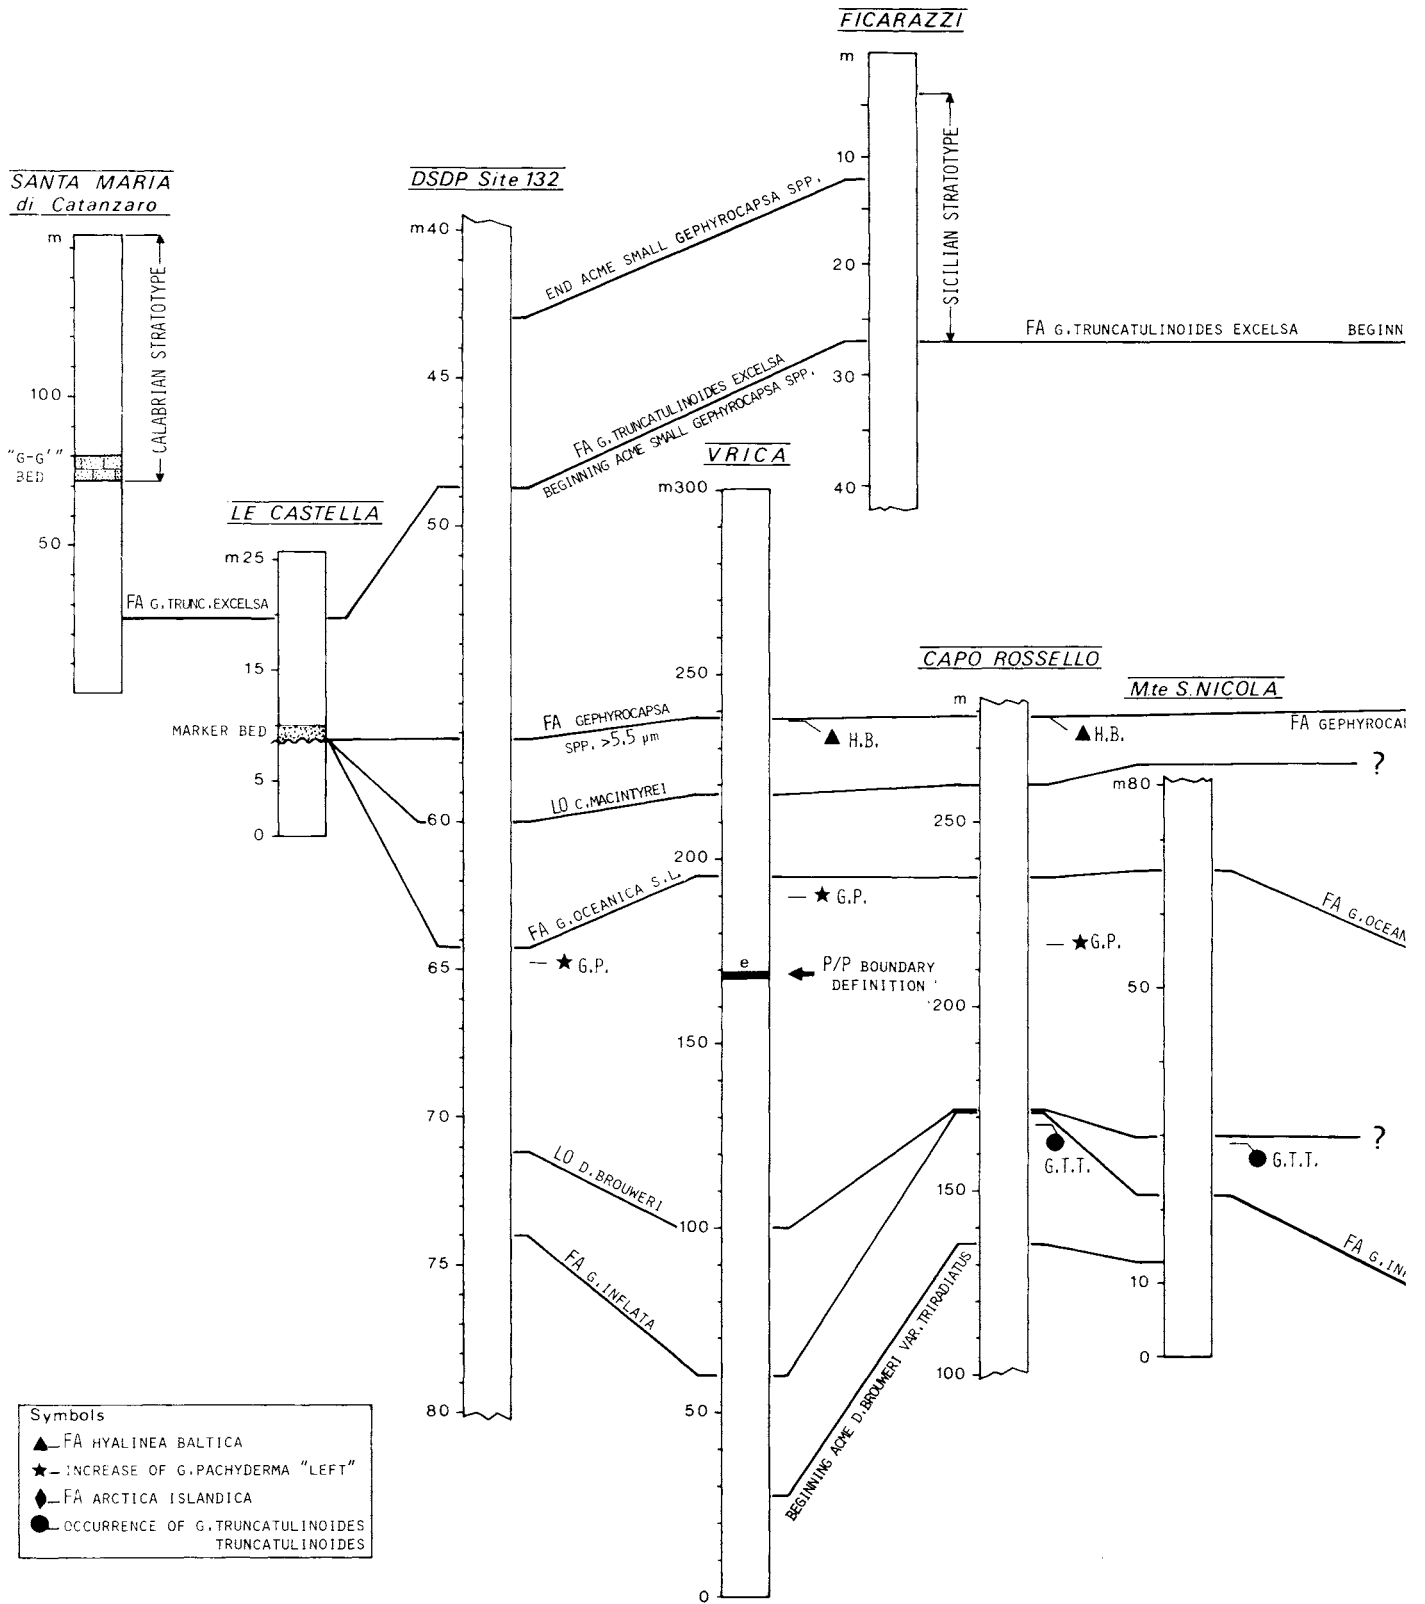 FICARAZZI
m
10
20
30
40
SICILIAN STRATOTYPE
SANTA MARIA
di Catanzaro
m
100
50
"G-G'"
BED
CALABRIAN STRATOTYPE
FA G.TRUNC.EXCELSA
LE CASTELLA
m25
15
5
0
MARKER BED
DSDP Site 132
m40
45
50
60
65
70
75
80
END ACME SMALL GEPHYROCAPSA SPP.
FA G.TRUNCATULINOIDES EXCELSA
BEGINNING ACME SMALL GEPHYROCAPSA SPP.
FA G.TRUNCATULINOIDES EXCELSA BEGINN
VRICA
m300
250
200
150
100
50
0
e
FA GEPHYROCAPSA
SPP. >5,5 µm
LO C.MACINTYREI
FA G.OCEANICA S.L.
G.P.
LO D.BROUWERI
FA G.INFLATA
H.B.
G.P.
P/P BOUNDARY
DEFINITION
BEGINNING ACME D.BROUWERI VAR.TRIRADIATUS
CAPO ROSSELLO
m
250
200
150
100
H.B.
G.P.
G.T.T.
M.te S.NICOLA
m80
50
10
0
FA GEPHYROCA
?
FA G.OCEAN
?
G.T.T.
FA G.INF
Symbols
FA HYALINEA BALTICA
INCREASE OF G.PACHYDERMA "LEFT"
FA ARCTICA ISLANDICA
OCCURRENCE OF G.TRUNCATULINOIDES
TRUNCATULINOIDES